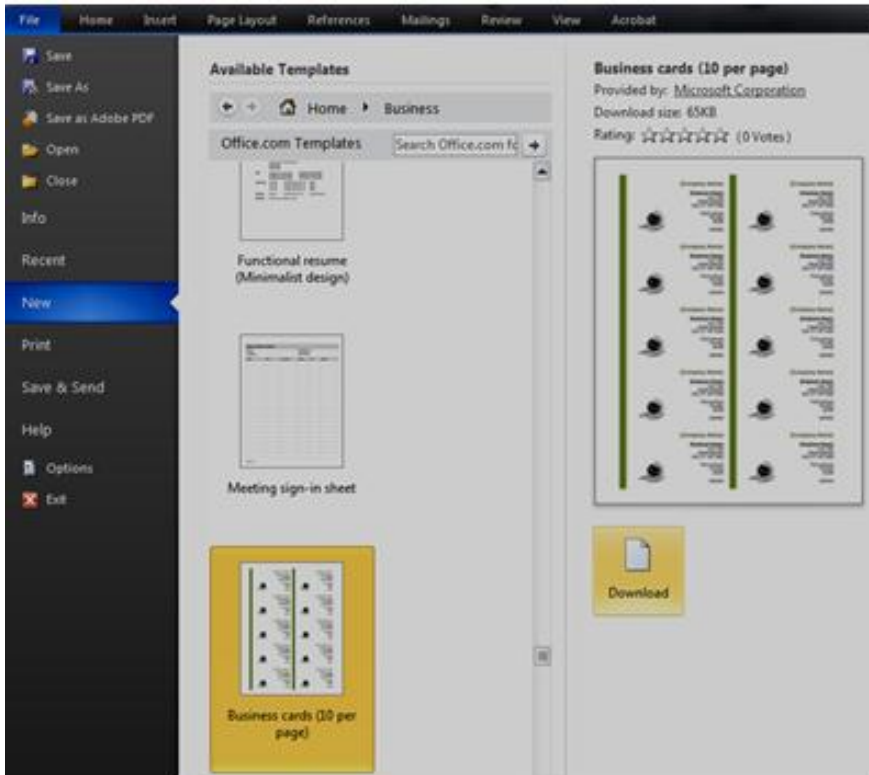 File Home Insert Page Layout References Mailings Review View Acrobat
Save
Save As
Save as Adobe PDF
Open
Close
Info
Recent
New
Print
Save & Send
Help
Options
Exit
Available Templates
Home Business
Office.com Templates Search Office.com fo
Functional resume
(Minimalist design)
Meeting sign-in sheet
Business cards (10 per
page)
Business cards (10 per page)
Provided by: Microsoft Corporation
Download size: 65KB
Rating: (0 Votes)
Download